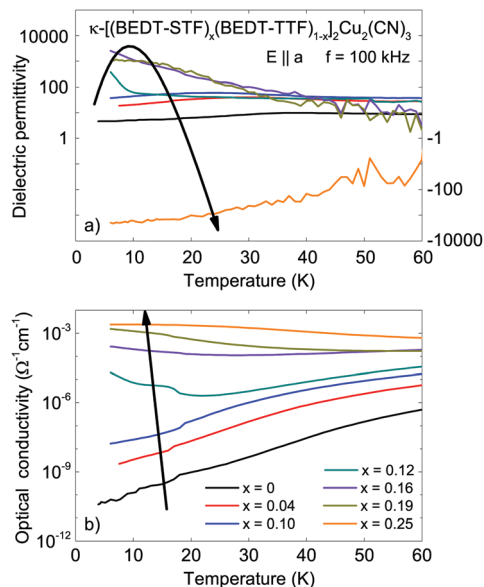 κ-[(BEDT-STF)x(BEDT-TTF)1-x]2Cu2(CN)3
E || a f = 100 kHz
Dielectric permittivity
10000
100
1
-1
-100
-10000
a)
0 10 20 30 40 50 60
Temperature (K)
Optical conductivity (Ω-1cm-1)
10-3
10-6
10-9
10-12
x = 0
x = 0.04
x = 0.10
x = 0.12
x = 0.16
x = 0.19
x = 0.25
b)
0 10 20 30 40 50 60
Temperature (K)